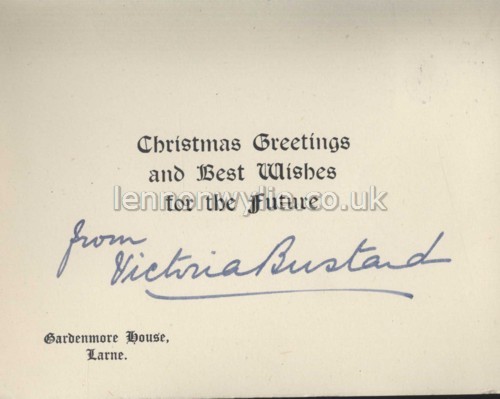 Christmas Greetings
and Best Wishes
lennonwylie.co.uk
for the Future
from
Victoria Bustard
Gardenmore House,
Larne.